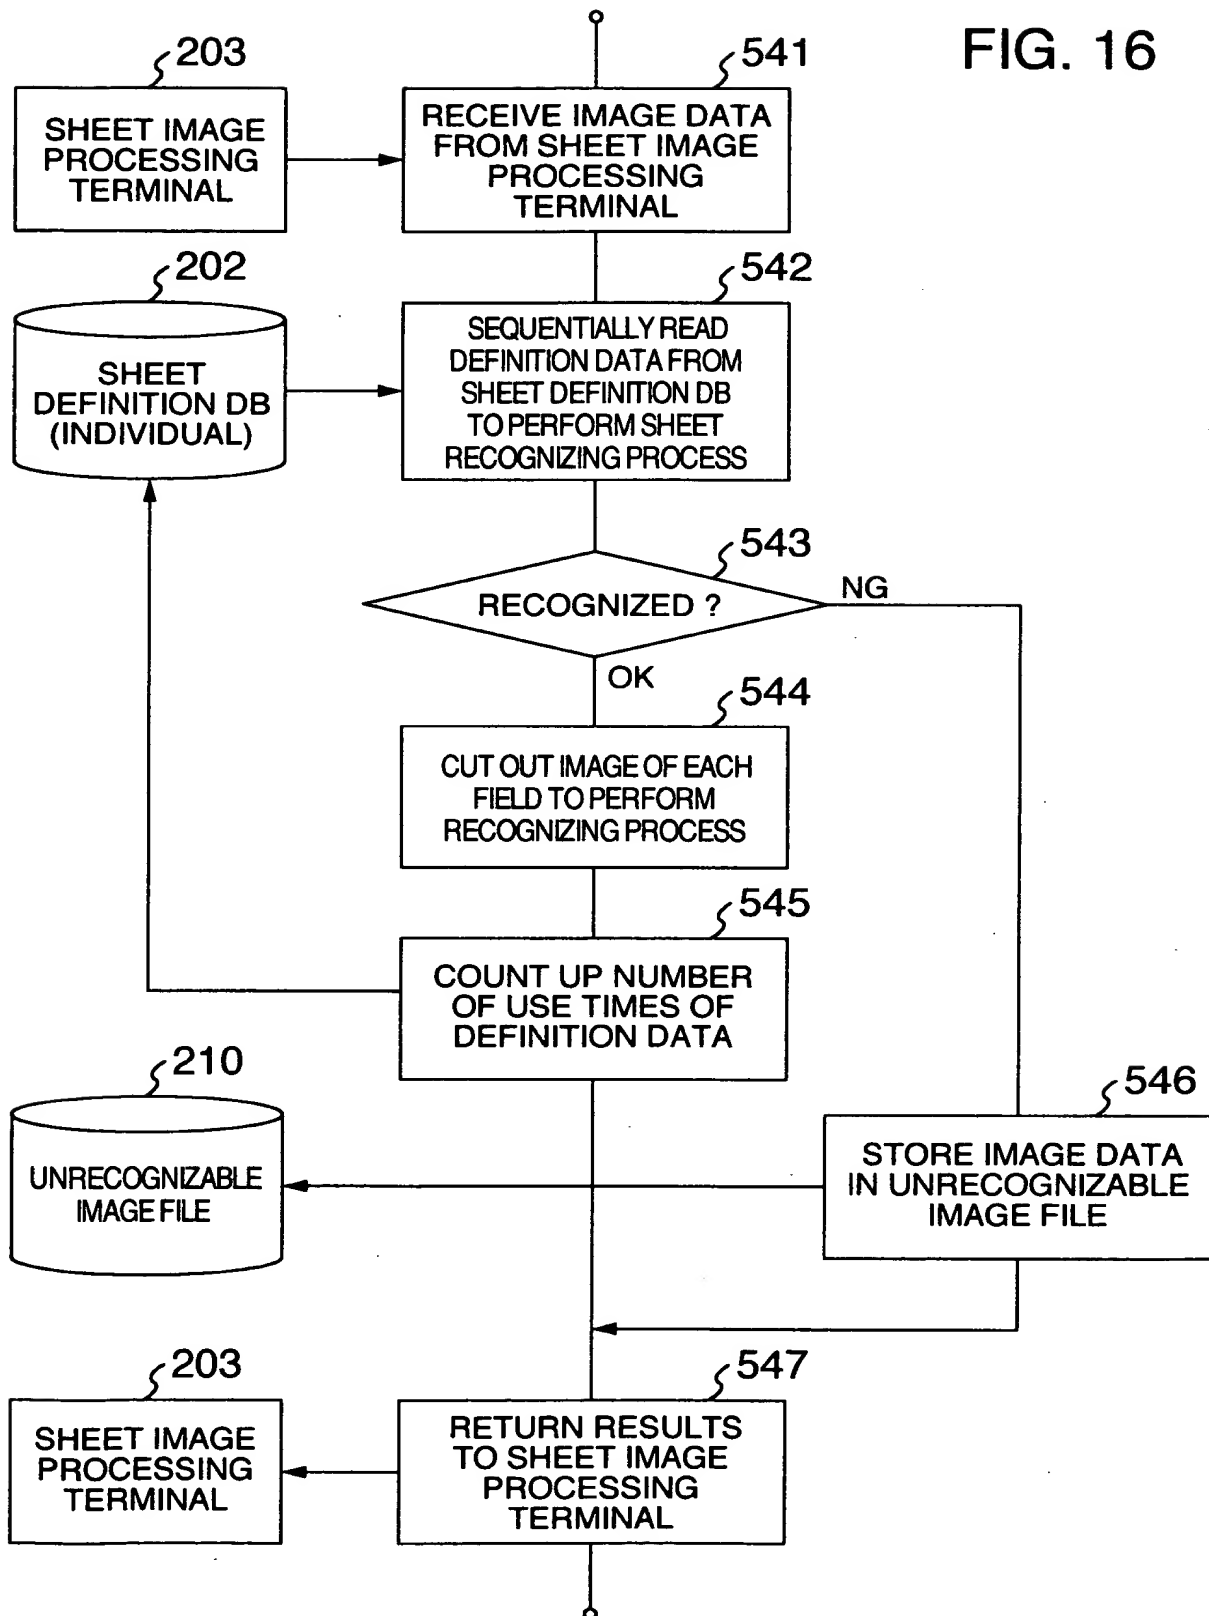 FIG. 16
203
SHEET IMAGE
PROCESSING
TERMINAL
541
RECEIVE IMAGE DATA
FROM SHEET IMAGE
PROCESSING
TERMINAL
202
SHEET
DEFINITION DB
(INDIVIDUAL)
542
SEQUENTIALLY READ
DEFINITION DATA FROM
SHEET DEFINITION DB
TO PERFORM SHEET
RECOGNIZING PROCESS
543
RECOGNIZED ?
NG
OK
544
CUT OUT IMAGE OF EACH
FIELD TO PERFORM
RECOGNIZING PROCESS
545
COUNT UP NUMBER
OF USE TIMES OF
DEFINITION DATA
210
UNRECOGNIZABLE
IMAGE FILE
546
STORE IMAGE DATA
IN UNRECOGNIZABLE
IMAGE FILE
203
SHEET IMAGE
PROCESSING
TERMINAL
547
RETURN RESULTS
TO SHEET IMAGE
PROCESSING
TERMINAL